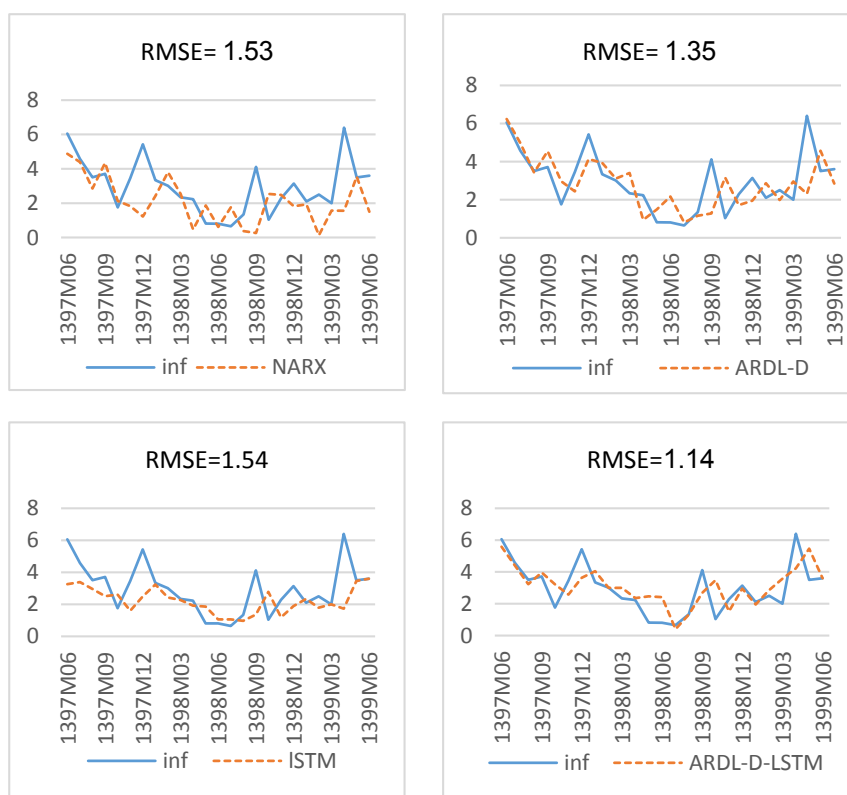 RMSE= 1.53
8
6
4
2
0
1397M06
1397M09
1397M12
1398M03
1398M06
1398M09
1398M12
1399M03
1399M06
inf NARX
RMSE= 1.35
8
6
4
2
0
1397M06
1397M09
1397M12
1398M03
1398M06
1398M09
1398M12
1399M03
1399M06
inf ARDL-D
RMSE=1.54
8
6
4
2
0
1397M06
1397M09
1397M12
1398M03
1398M06
1398M09
1398M12
1399M03
1399M06
inf lSTM
RMSE=1.14
8
6
4
2
0
1397M06
1397M09
1397M12
1398M03
1398M06
1398M09
1398M12
1399M03
1399M06
inf ARDL-D-LSTM